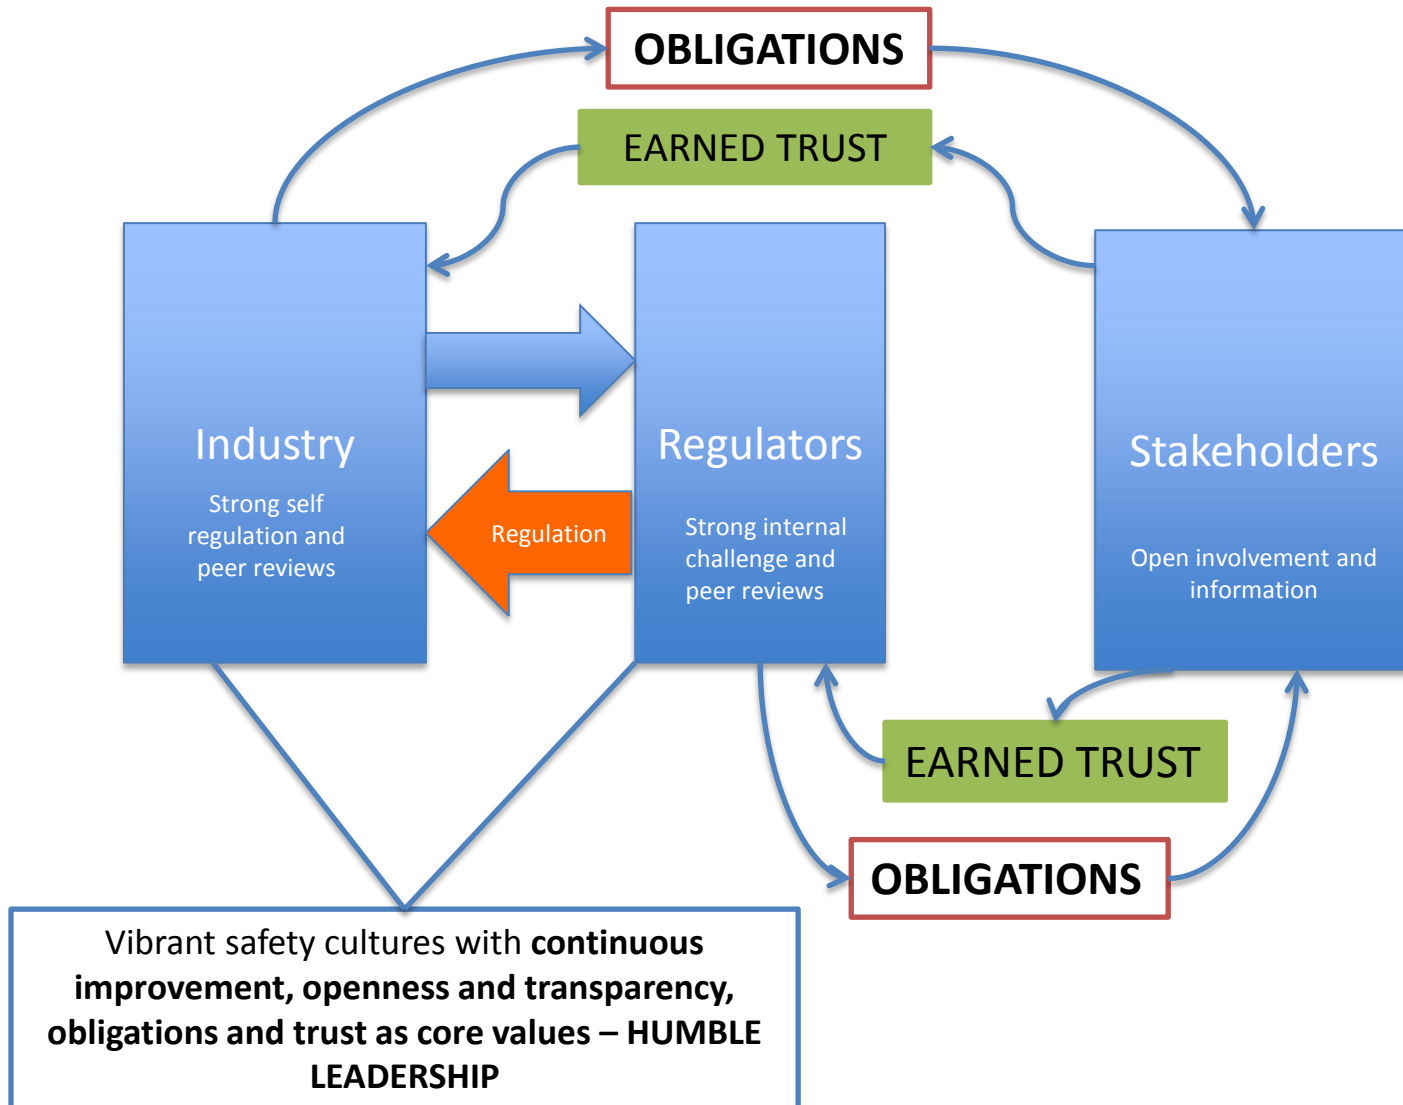 OBLIGATIONS
EARNED TRUST
Industry
Strong self
regulation and
peer reviews
Regulation
Regulators
Strong internal
challenge and
peer reviews
Stakeholders
Open involvement and
information
EARNED TRUST
OBLIGATIONS
Vibrant safety cultures with continuous
improvement, openness and transparency,
obligations and trust as core values – HUMBLE
LEADERSHIP